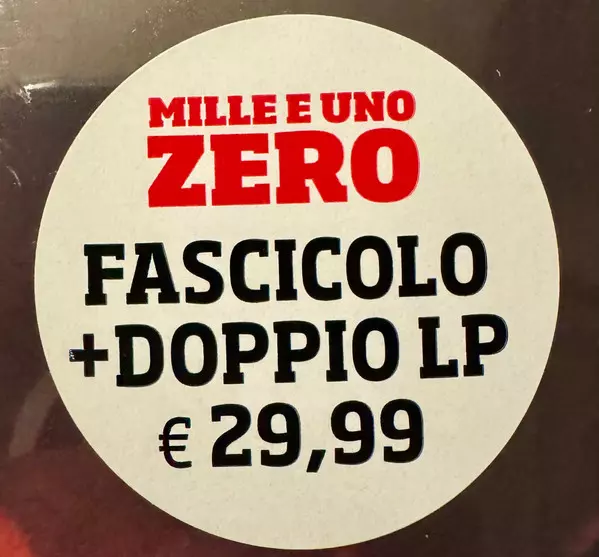 MILLE E UNO
ZERO
FASCICOLO
+DOPPIO LP
€ 29,99